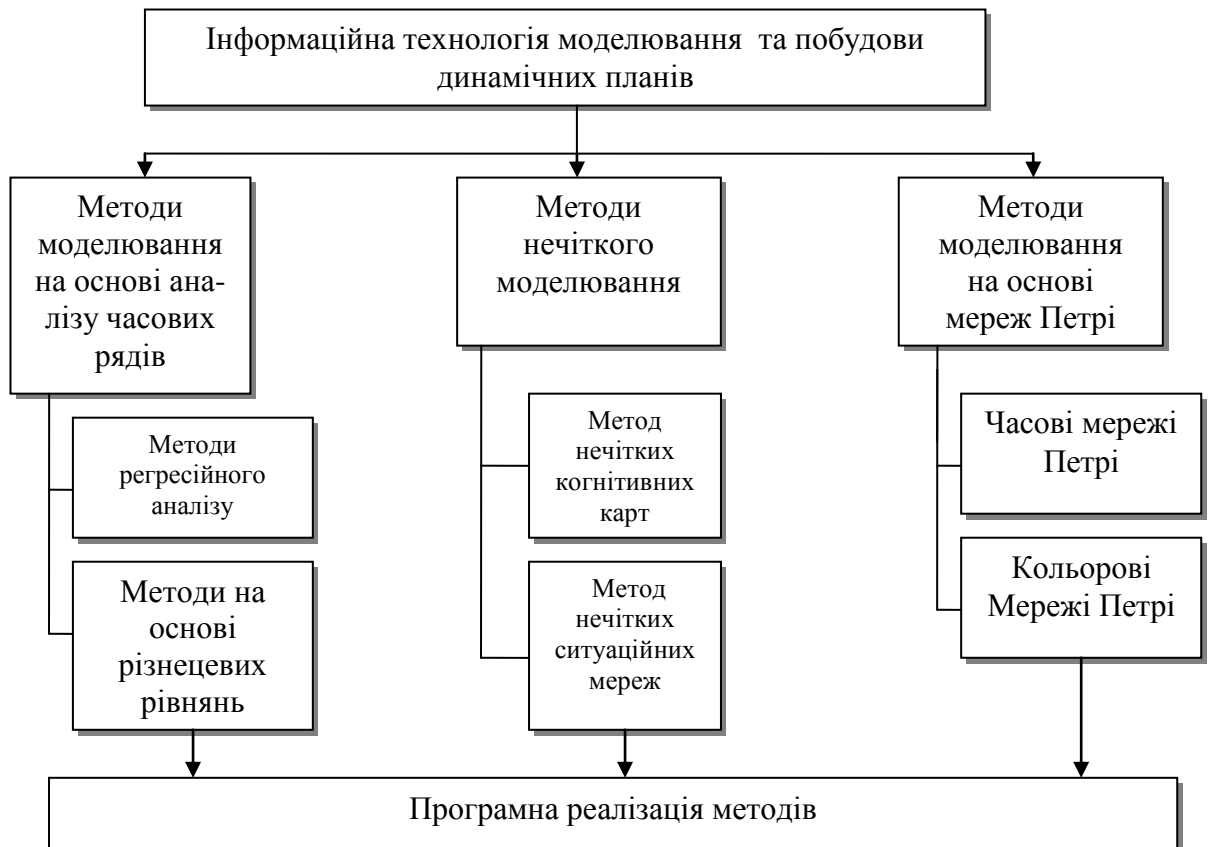 Інформаційна технологія моделювання та побудови
динамічних планів
Методи
моделювання
на основі ана-
лізу часових
рядів
Методи
нечіткого
моделювання
Методи
моделювання
на основі
мереж Петрі
Методи
регресійного
аналізу
Метод
нечітких
когнітивних
карт
Часові мережі
Петрі
Методи на
основі
різнецевих
рівнянь
Метод
нечітких
ситуаційних
мереж
Кольорові
Мережі Петрі
Програмна реалізація методів